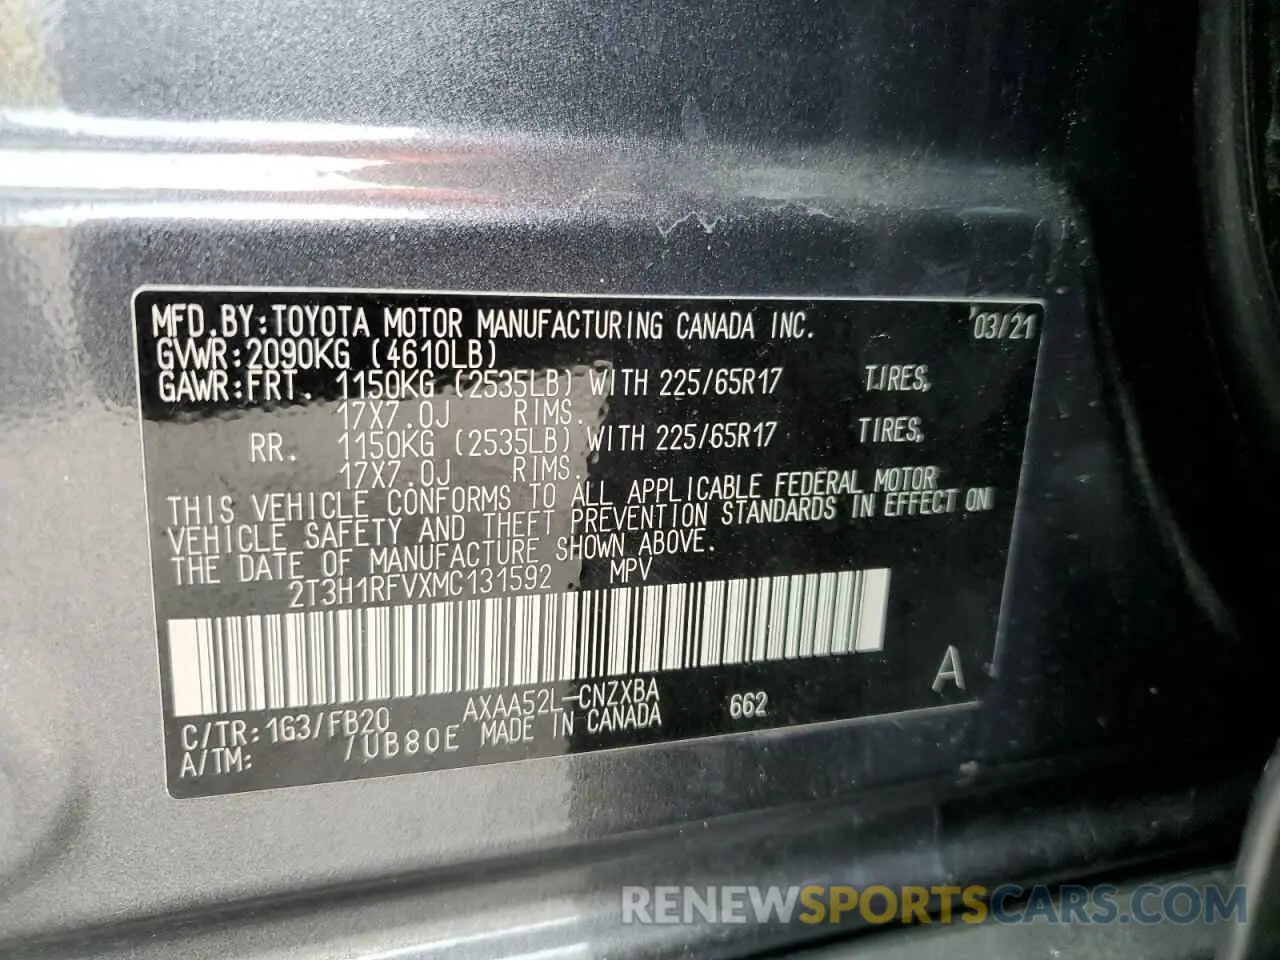 MFD.BY:TOYOTA MOTOR MANUFACTURING CANADA INC. 03/21
GVWR:2090KG (4610LB)
GAWR:FRT. 1150KG (2535LB) WITH 225/65R17 TIRES,
17X7.0J RIMS.
RR. 1150KG (2535LB) WITH 225/65R17 TIRES,
17X7.0J RIMS.
THIS VEHICLE CONFORMS TO ALL APPLICABLE FEDERAL MOTOR
VEHICLE SAFETY AND THEFT PREVENTION STANDARDS IN EFFECT ON
THE DATE OF MANUFACTURE SHOWN ABOVE.
2T3H1RFVXMC131592 MPV
A
C/TR:1G3/FB20 AXAA52L-CNZXBA 662
A/TM: /UB80E MADE IN CANADA
RENEWSPORTSCARS.COM